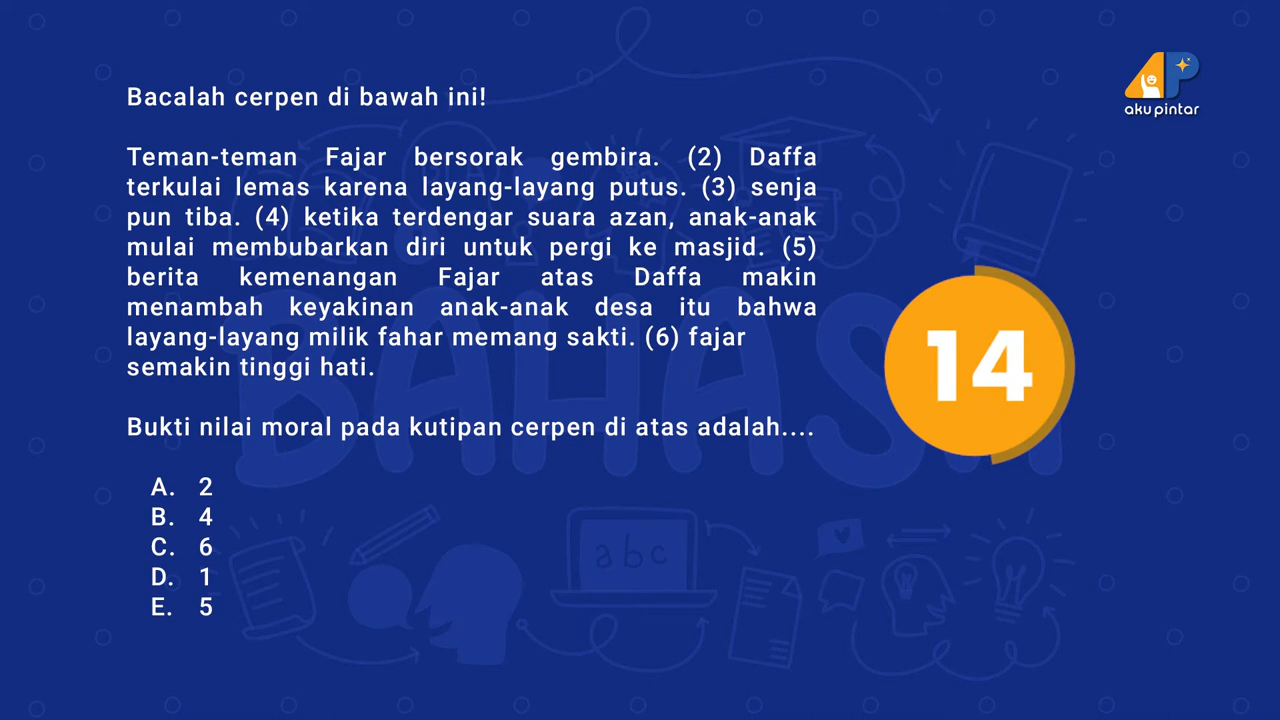 Bacalah cerpen di bawah ini!
aku pintar
Teman-teman Fajar bersorak gembira. (2) Daffa
terkulai lemas karena layang-layang putus. (3) senja
pun tiba. (4) ketika terdengar suara azan, anak-anak
mulai membubarkan diri untuk pergi ke masjid. (5)
berita kemenangan Fajar atas Daffa makin
menambah keyakinan anak-anak desa itu bahwa
layang-layang milik fahar memang sakti. (6) fajar
semakin tinggi hati.
14
Bukti nilai moral pada kutipan cerpen di atas adalah....
BAHASA
A. 2
B. 4
C. 6
D. 1
E. 5
abc